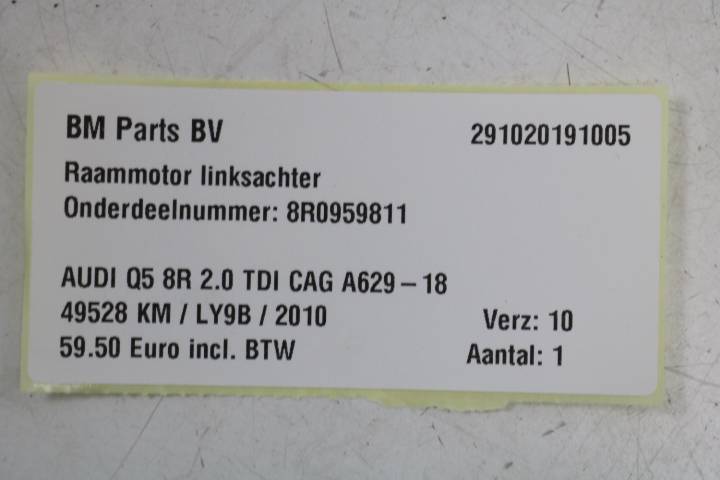 BM Parts BV 291020191005
Raammotor linksachter
Onderdeelnummer: 8R0959811
AUDI Q5 8R 2.0 TDI CAG A629-18
49528 KM / LY9B / 2010 Verz: 10
59.50 Euro incl. BTW Aantal: 1